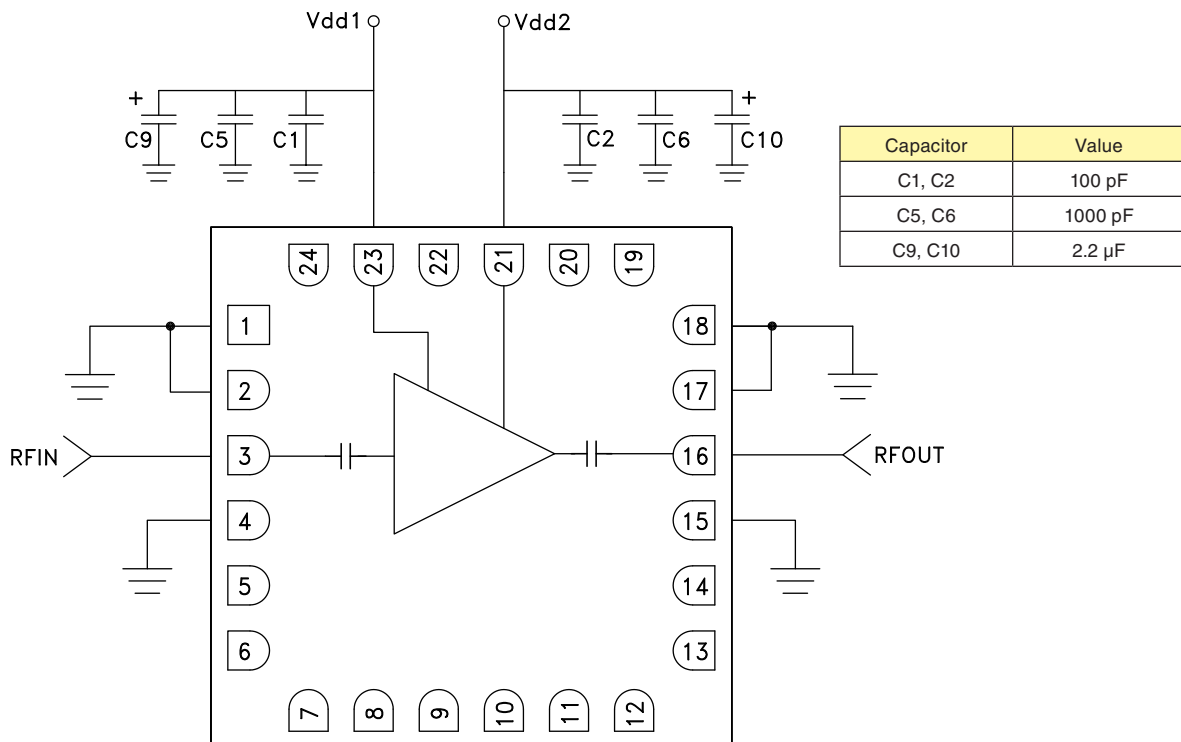 Vdd1
Vdd2
+
C9
C5
C1
C2
C6
+
C10
Capacitor Value
C1, C2 100 pF
C5, C6 1000 pF
C9, C10 2.2 µF
24
23
22
21
20
19
1
18
2
17
RFIN
3
16
RFOUT
4
15
5
14
6
13
7
8
9
10
11
12